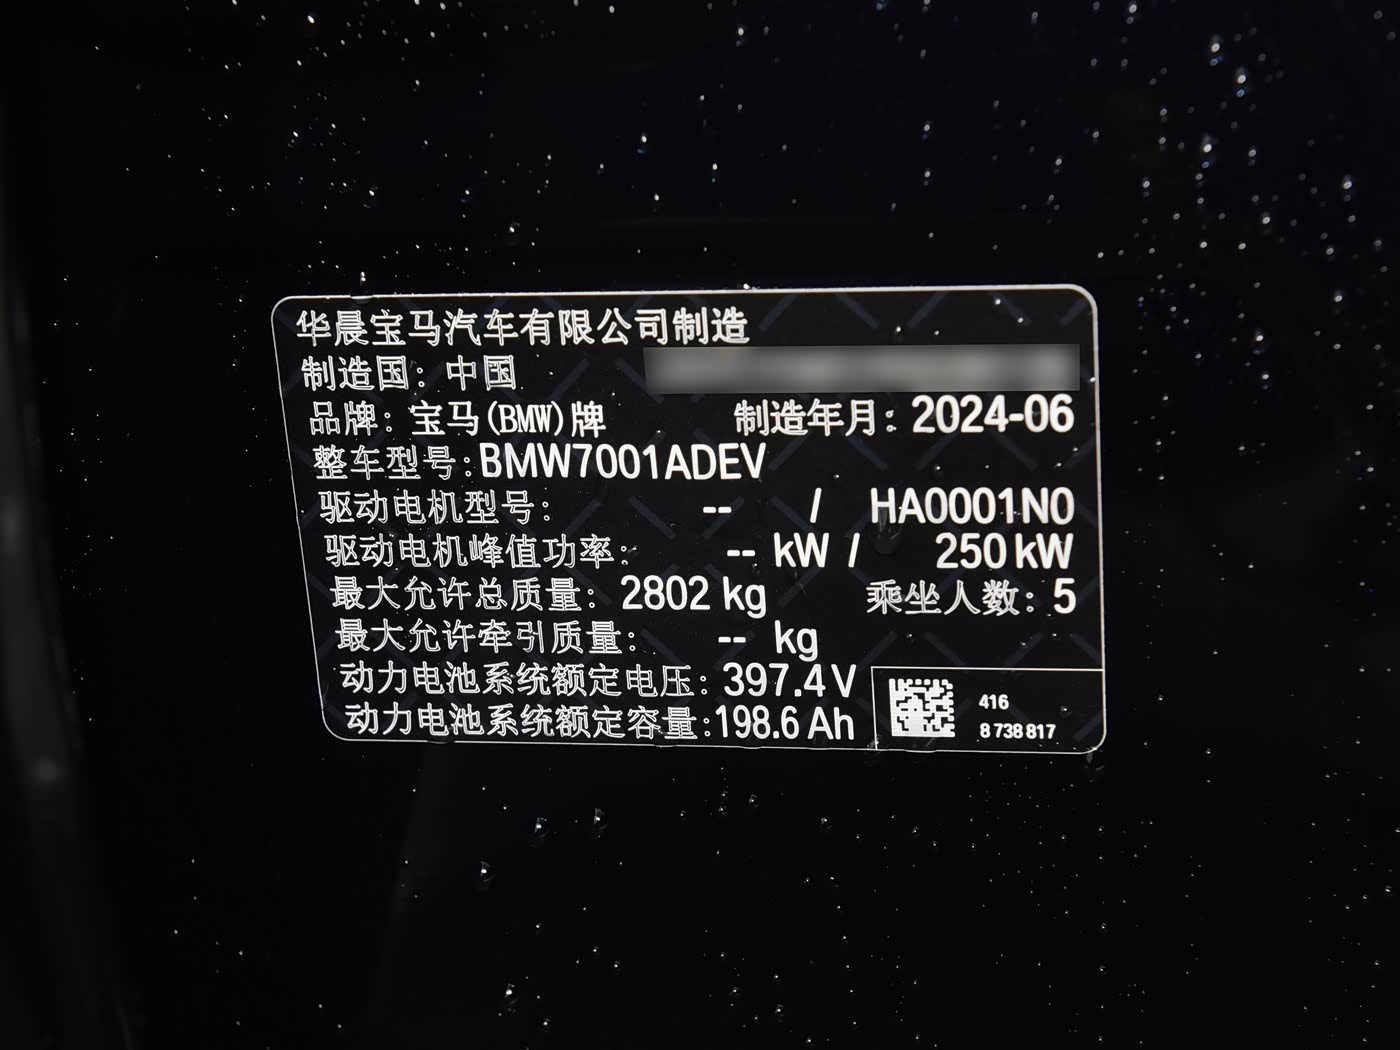 华晨宝马汽车有限公司制造
制造国：中国
品牌：宝马(BMW)牌 制造年月：2024-06
整车型号：BMW7001ADEV
驱动电机型号： -- / HA0001N0
驱动电机峰值功率： -- kW / 250 kW
最大允许总质量：2802 kg 乘坐人数：5
最大允许牵引质量： -- kg
动力电池系统额定电压：397.4 V
动力电池系统额定容量：198.6 Ah
416
8 738 817